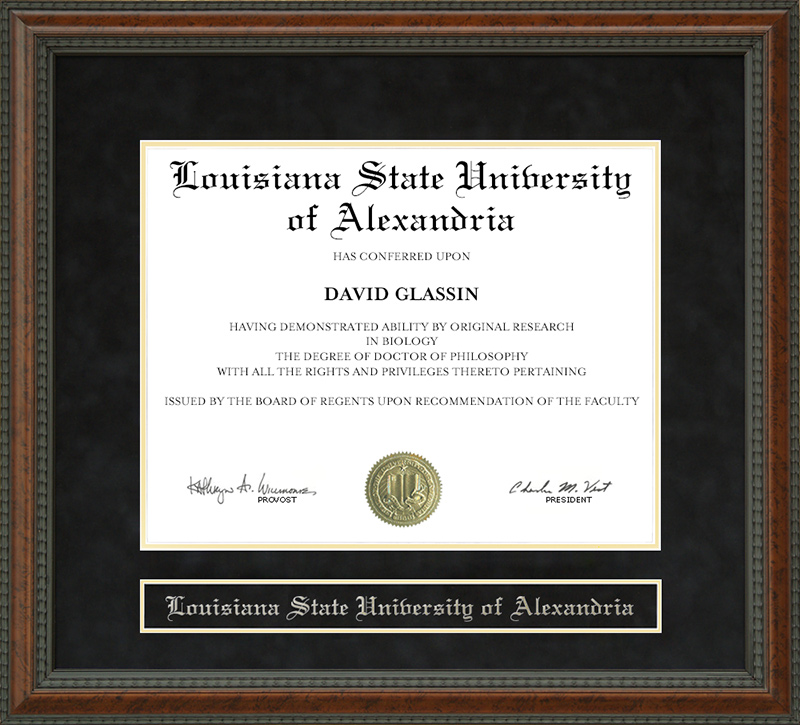 Louisiana State University
of Alexandria
HAS CONFERRED UPON
DAVID GLASSIN
HAVING DEMONSTRATED ABILITY BY ORIGINAL RESEARCH
IN BIOLOGY
THE DEGREE OF DOCTOR OF PHILOSOPHY
WITH ALL THE RIGHTS AND PRIVILEGES THERETO PERTAINING
ISSUED BY THE BOARD OF REGENTS UPON RECOMMENDATION OF THE FACULTY
PROVOST
Charles M. Vest
PRESIDENT
Louisiana State University of Alexandria